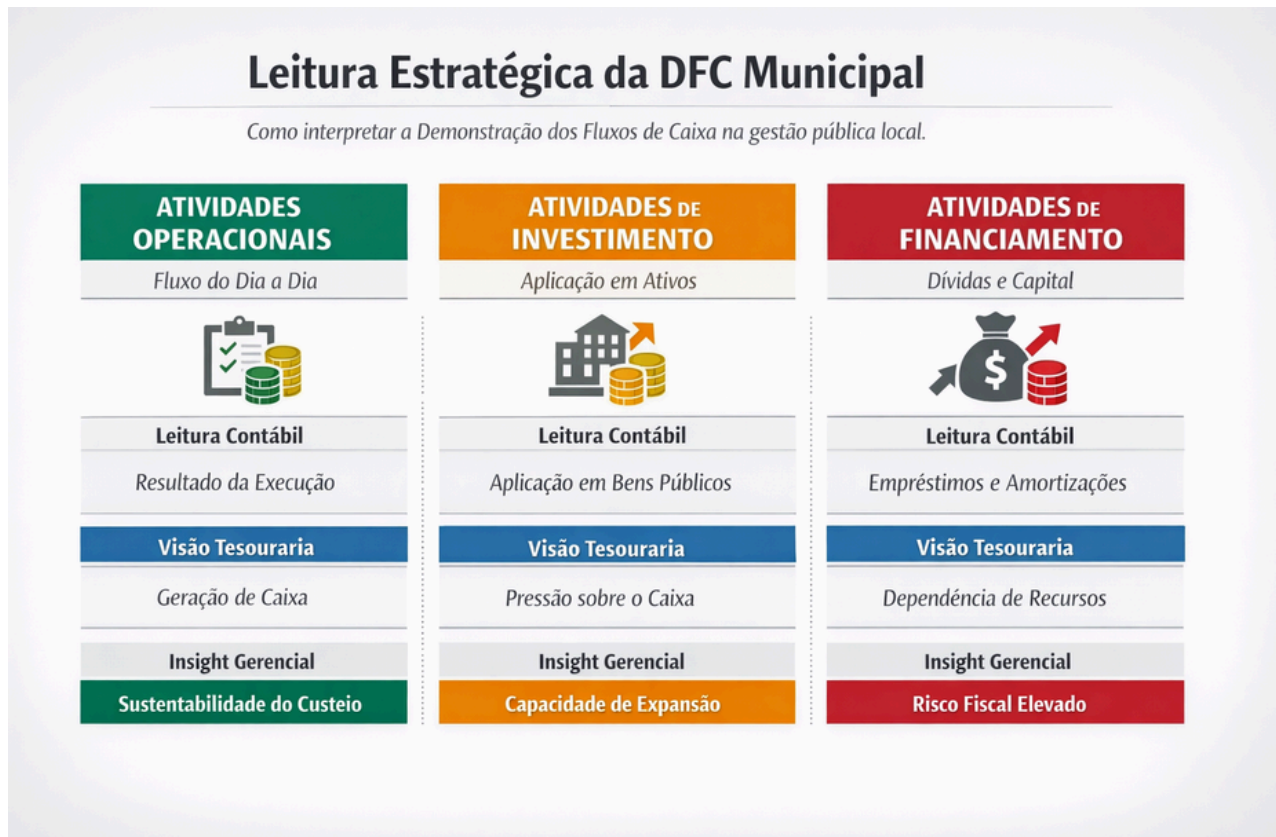 Leitura Estratégica da DFC Municipal
Como interpretar a Demonstração dos Fluxos de Caixa na gestão pública local.
ATIVIDADES
OPERACIONAIS
Fluxo do Dia a Dia
Leitura Contábil
Resultado da Execução
Visão Tesouraria
Geração de Caixa
Insight Gerencial
Sustentabilidade do Custeio
ATIVIDADES DE
INVESTIMENTO
Aplicação em Ativos
Leitura Contábil
Aplicação em Bens Públicos
Visão Tesouraria
Pressão sobre o Caixa
Insight Gerencial
Capacidade de Expansão
ATIVIDADES DE
FINANCIAMENTO
Dívidas e Capital
$
Leitura Contábil
Empréstimos e Amortizações
Visão Tesouraria
Dependéncia de Recursos
Insight Gerencial
Risco Fiscal Elevado